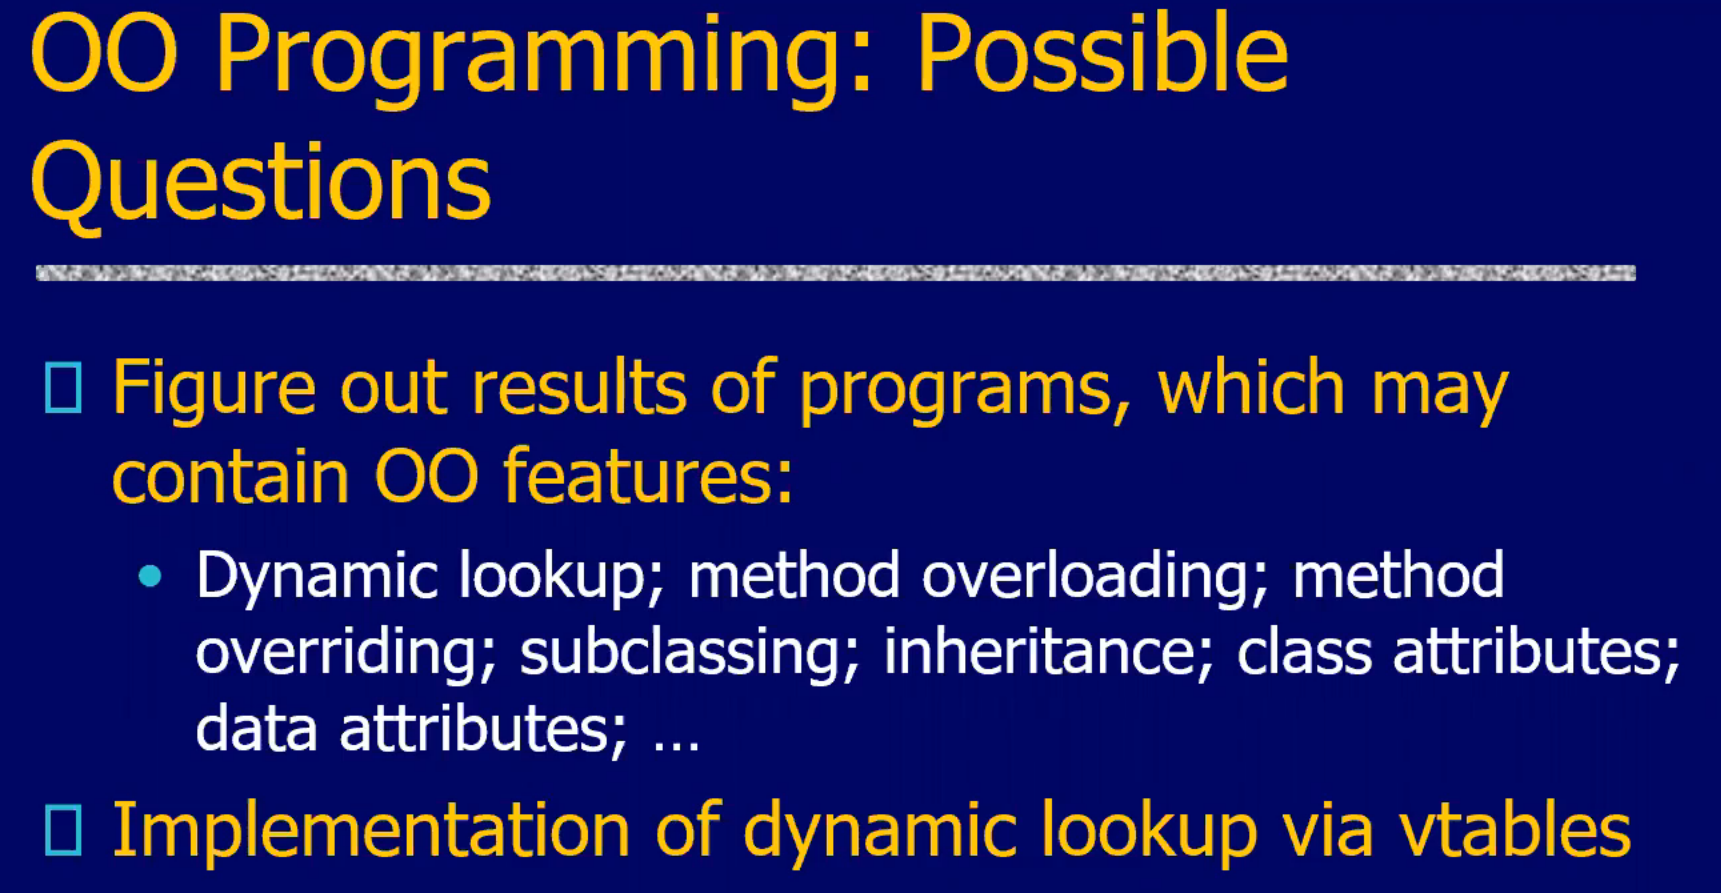 OO Programming: Possible
Questions
Figure out results of programs, which may
contain OO features:
• Dynamic lookup; method overloading; method
overriding; subclassing; inheritance; class attributes;
data attributes; ...
Implementation of dynamic lookup via vtables